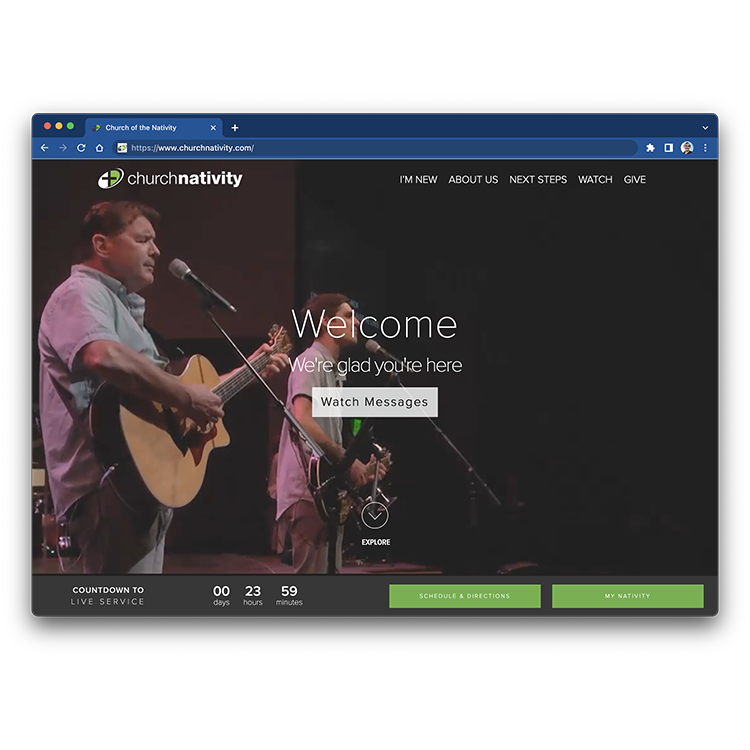 Church of the Nativity
https://www.churchnativity.com/
churchnativity
I'M NEW ABOUT US NEXT STEPS WATCH GIVE
Welcome
We're glad you're here
Watch Messages
EXPLORE
COUNTDOWN TO
LIVE SERVICE
00 23 59
days hours minutes
SCHEDULE & DIRECTIONS
MY NATIVITY